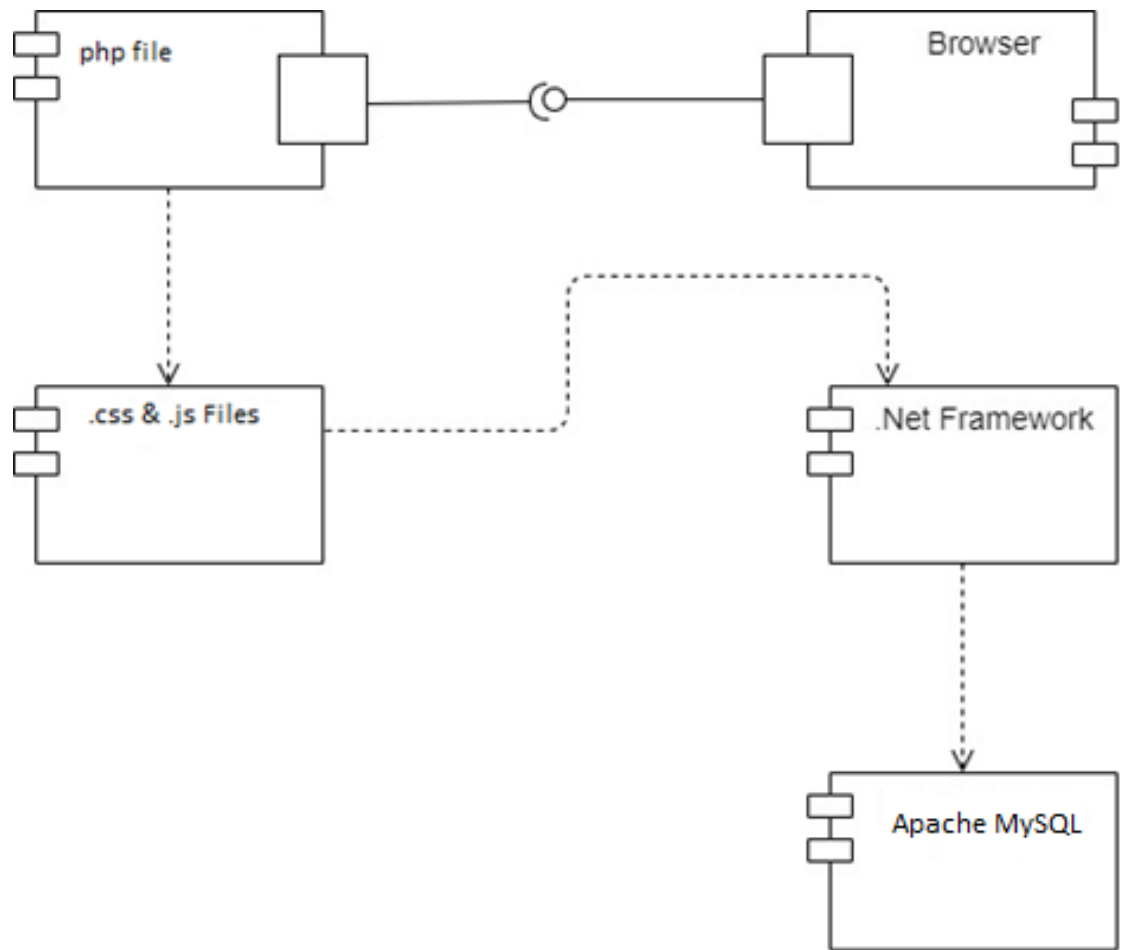 php file
Browser
.css & .js Files
.Net Framework
Apache MySQL